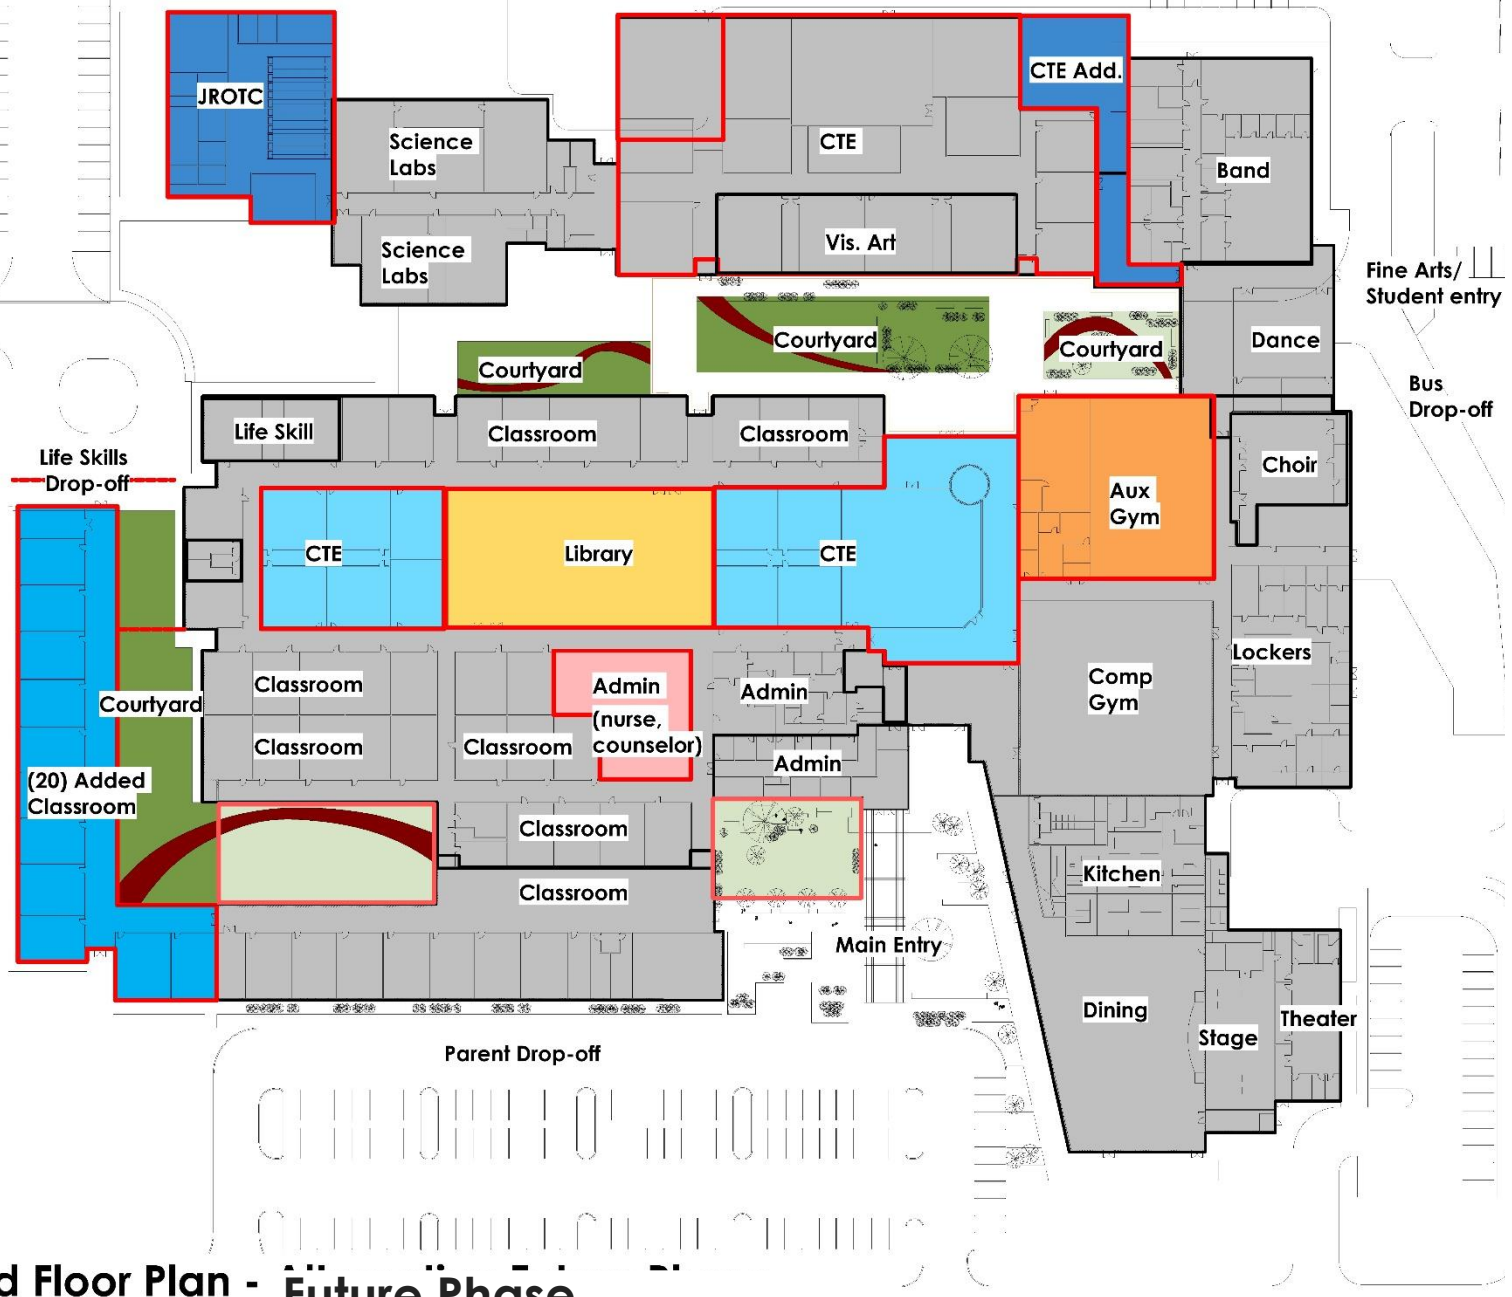 JROTC
CTE Add.
Science
Labs
CTE
Band
Science
Labs
Vis. Art
Fine Arts/
Student entry
Courtyard
Dance
Courtyard
Courtyard
Bus
Drop-off
Life Skill
Classroom
Classroom
Life Skills
Drop-off
Choir
Aux
Gym
CTE
Library
CTE
Lockers
Classroom
Admin
(nurse,
counselor)
Admin
Comp
Gym
Courtyard
Classroom
Classroom
Admin
(20) Added
Classroom
Classroom
Kitchen
Classroom
Main Entry
Dining
Stage
Theater
Parent Drop-off
Floor Plan -
Future Phase